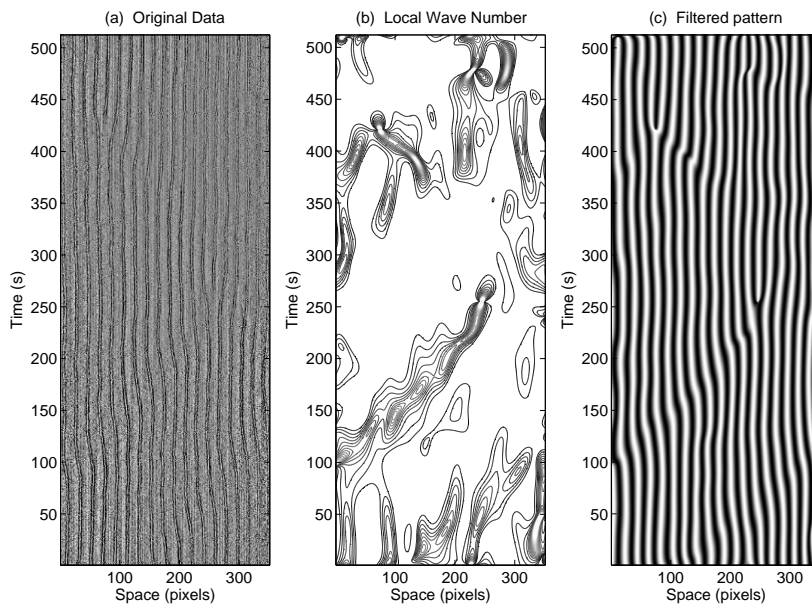 (a) Original Data
500
450
400
350
300
250
200
150
100
50
Time (s)
100 200 300
Space (pixels)
(b) Local Wave Number
500
450
400
350
300
250
200
150
100
50
Time (s)
100 200 300
Space (pixels)
(c) Filtered pattern
500
450
400
350
300
250
200
150
100
50
Time (s)
100 200 300
Space (pixels)